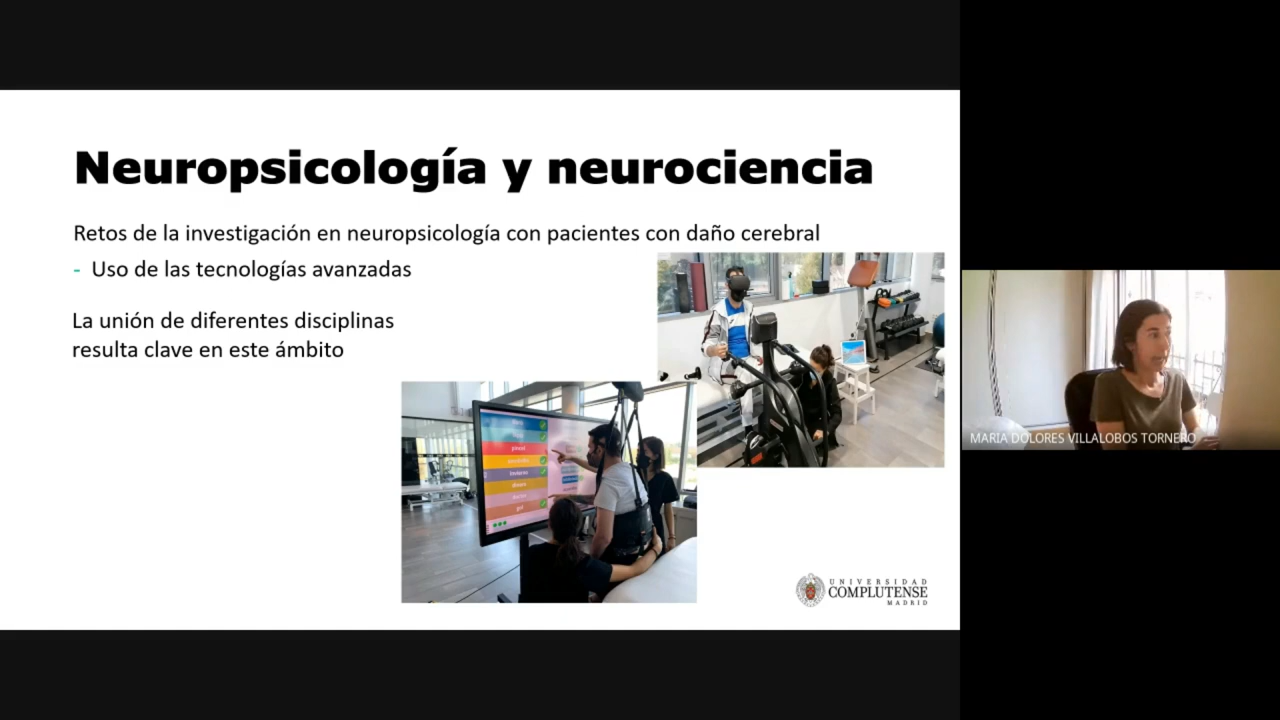 Neuropsicología y neurociencia
Retos de la investigación en neuropsicología con pacientes con daño cerebral
- Uso de las tecnologías avanzadas
La unión de diferentes disciplinas
resulta clave en este ámbito
UNIVERSIDAD
COMPLUTENSE
MADRID
MARIA DOLORES VILLALOBOS TORNERO